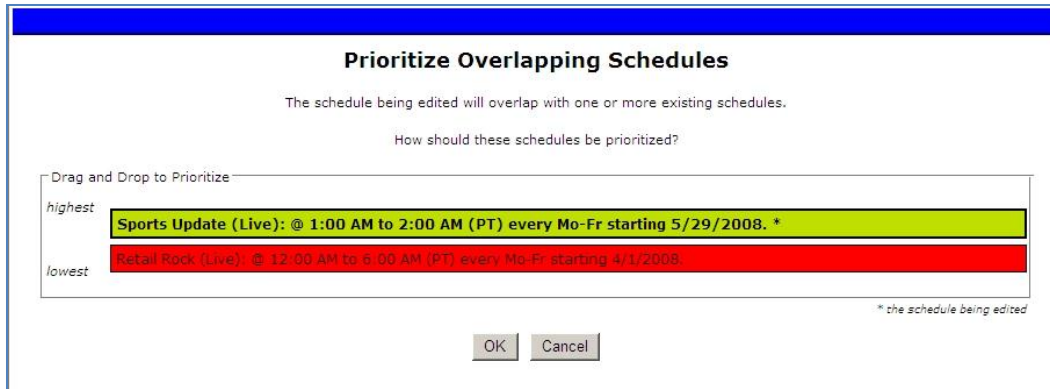 Prioritize Overlapping Schedules
The schedule being edited will overlap with one or more existing schedules.
How should these schedules be prioritized?
Drag and Drop to Prioritize
highest
Sports Update (Live): @ 1:00 AM to 2:00 AM (PT) every Mo-Fr starting 5/29/2008. *
Retail Rock (Live): @ 12:00 AM to 6:00 AM (PT) every Mo-Fr starting 4/1/2008.
lowest
* the schedule being edited
OK Cancel